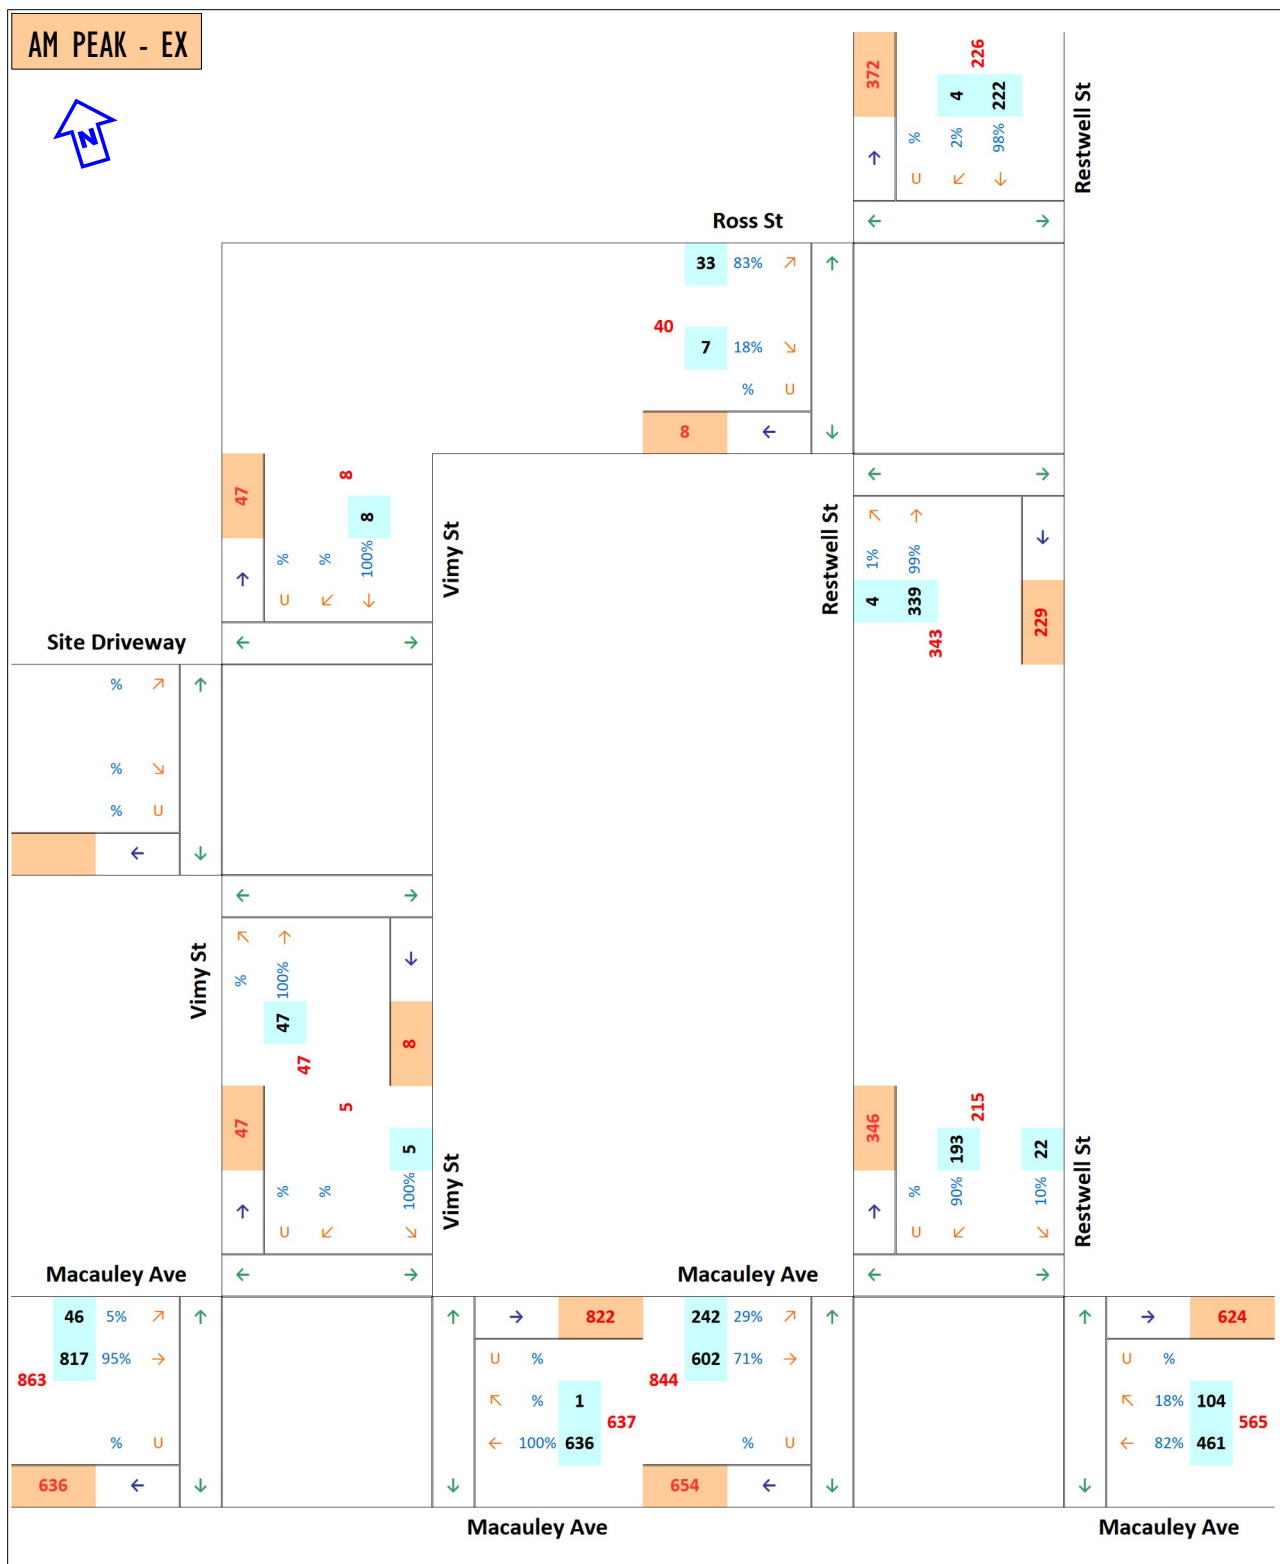 AM PEAK - EX
N
372
226
4
222
%
2%
98%
↑
U
↙
↓
Restwell St
Ross St
← →
33 83% ↗ ↑
40
7 18% ↘
% U
8 ← ↓
47
8
8
%
%
100%
↑
U
↙
↓
Vimy St
Restwell St
← →
↖ ↑ ↓
1%
99%
4
339
343
229
Site Driveway
← →
% ↗ ↑
% ↘
% U
← ↓
← →
Vimy St
↖ ↑ ↓
%
100%
47
47
8
47
5
5
%
%
100%
↑
U
↙
↘
Vimy St
346
215
193
22
%
90%
10%
↑
U
↙
↘
Restwell St
Macauley Ave
← →
Macauley Ave
← →
46 5% ↗ ↑
817 95% →
863
% U
636 ← ↓
↑ → 822
U %
↖ % 1
637
← 100% 636
↓
242 29% ↗ ↑
602 71% →
844
% U
654 ← ↓
↑ → 624
U %
↖ 18% 104
565
← 82% 461
↓
Macauley Ave
Macauley Ave